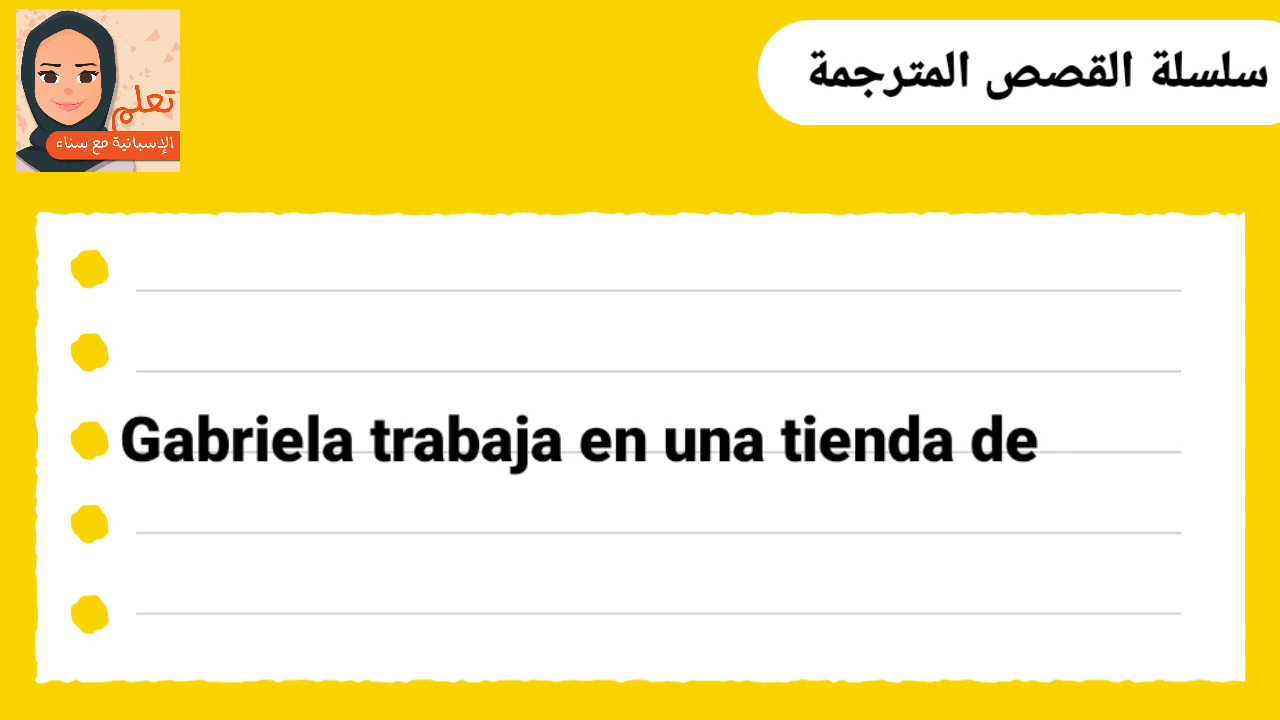 سلسلة القصص المترجمة
تعلم
الإسبانية مع سناء
Gabriela trabaja en una tienda de